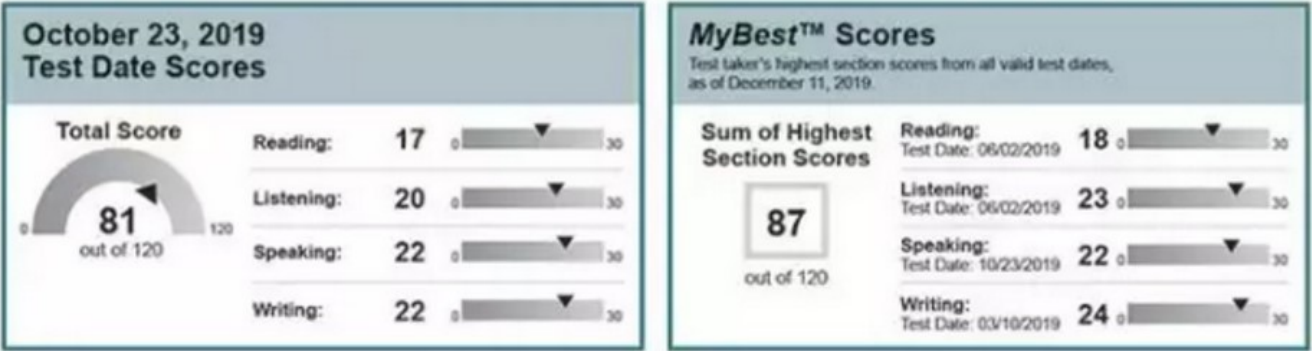 October 23, 2019
Test Date Scores
Total Score
81
out of 120
0
120
Reading: 17 0 30
Listening: 20 0 30
Speaking: 22 0 30
Writing: 22 0 30
MyBest™ Scores
Test taker's highest section scores from all valid test dates,
as of December 11, 2019.
Sum of Highest
Section Scores
87
out of 120
Reading: 18 0 30
Test Date: 06/02/2019
Listening: 23 0 30
Test Date: 06/02/2019
Speaking: 22 0 30
Test Date: 10/23/2019
Writing: 24 0 30
Test Date: 03/10/2019